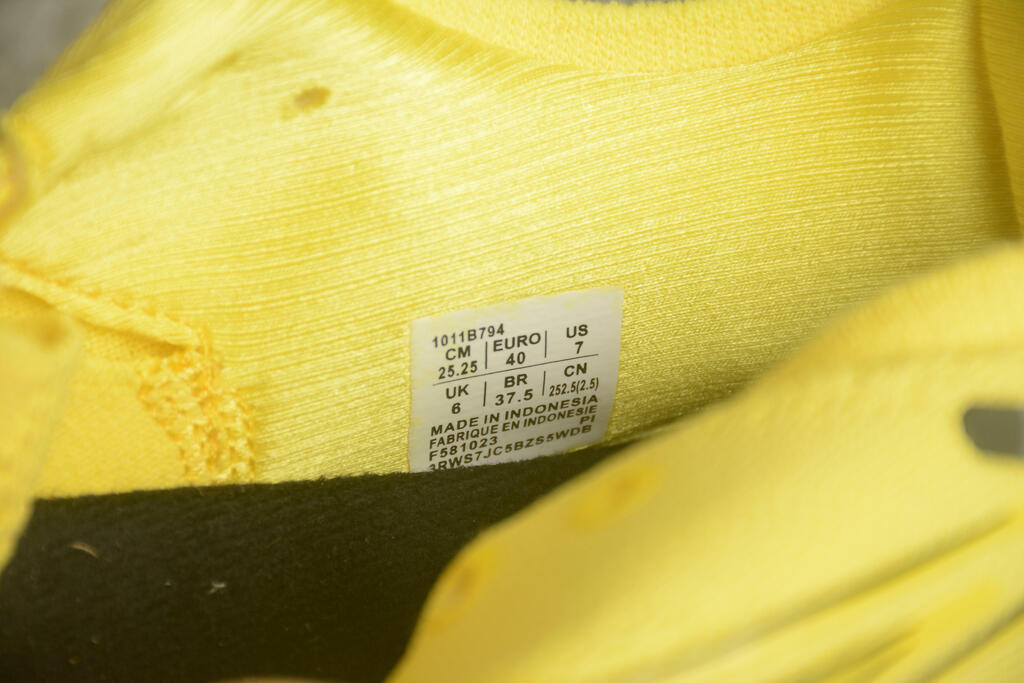 1011B794
CM EURO US
25.25 40 7
UK BR CN
6 37.5 252.5(2.5)
MADE IN INDONESIA
FABRIQUE EN INDONESIE
F581023 PI
3RWS7JC5BZS5WDB